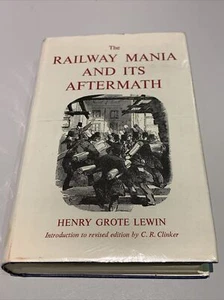 The
RAILWAY MANIA
AND ITS
AFTERMATH
HENRY GROTE LEWIN
Introduction to revised edition by C. R. Clinker